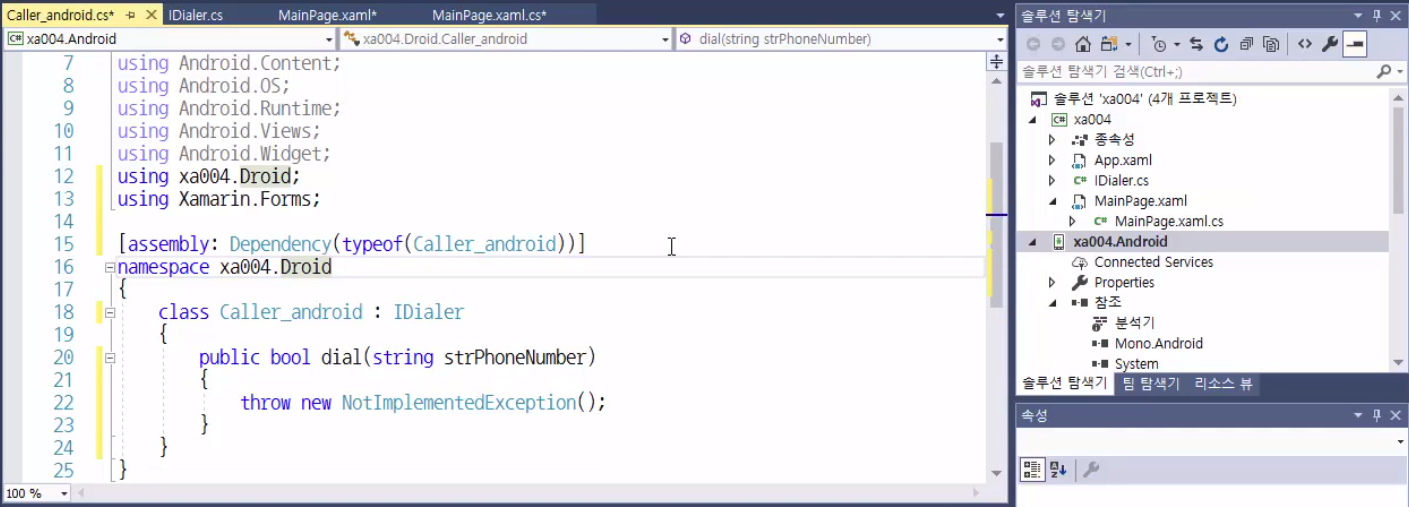 Caller_android.cs* IDialer.cs MainPage.xaml* MainPage.xaml.cs*
xa004.Android xa004.Droid.Caller_android dial(string strPhoneNumber)
7 using Android.Content;
8 using Android.OS;
9 using Android.Runtime;
10 using Android.Views;
11 using Android.Widget;
12 using xa004.Droid;
13 using Xamarin.Forms;
14
15 [assembly: Dependency(typeof(Caller_android))]
16 namespace xa004.Droid
17 {
18 class Caller_android : IDialer
19 {
20 public bool dial(string strPhoneNumber)
21 {
22 throw new NotImplementedException();
23 }
24 }
25 }
100 %
솔루션 탐색기
솔루션 탐색기 검색(Ctrl+;)
솔루션 'xa004' (4개 프로젝트)
C# xa004
종속성
App.xaml
C# IDialer.cs
MainPage.xaml
C# MainPage.xaml.cs
xa004.Android
Connected Services
Properties
참조
분석기
Mono.Android
System
솔루션 탐색기 팀 탐색기 리소스 뷰
속성